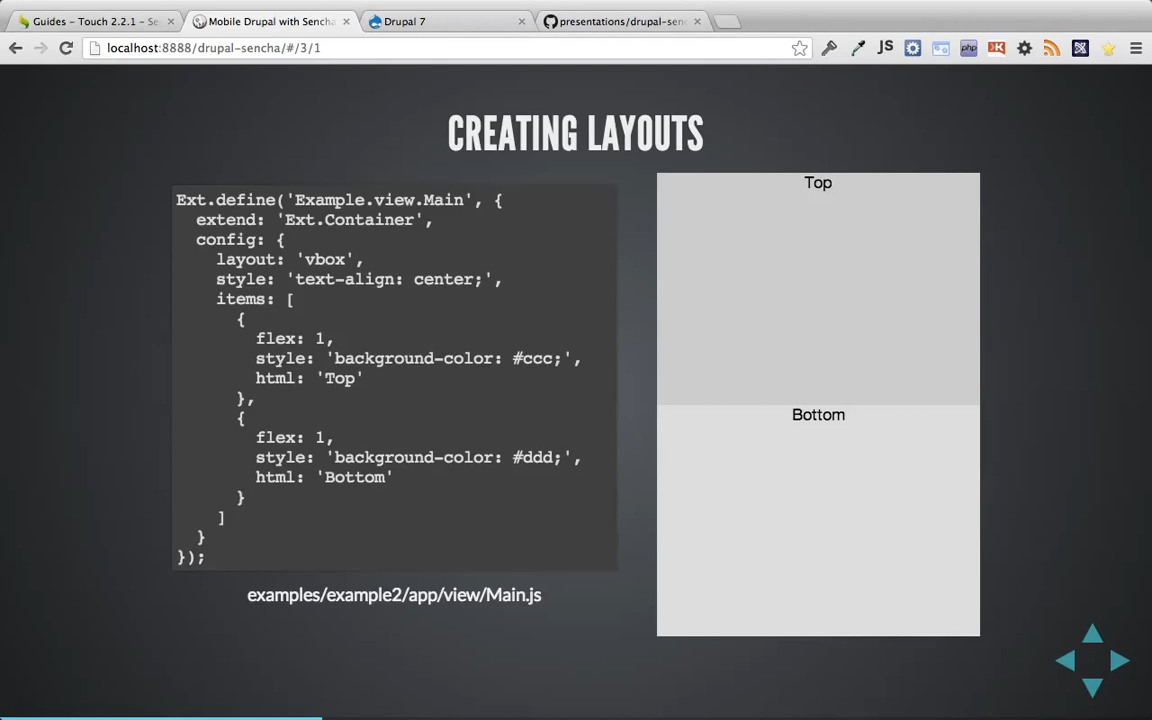 Guides – Touch 2.2.1 – Se
Mobile Drupal with Sencha
Drupal 7
presentations/drupal-senc
localhost:8888/drupal-sencha/#/3/1
JS
php
CREATING LAYOUTS
Ext.define('Example.view.Main', {
extend: 'Ext.Container',
config: {
layout: 'vbox',
style: 'text-align: center;',
items: [
{
flex: 1,
style: 'background-color: #ccc;',
html: 'Top'
},
{
flex: 1,
style: 'background-color: #ddd;',
html: 'Bottom'
}
]
}
});
examples/example2/app/view/Main.js
Top
Bottom